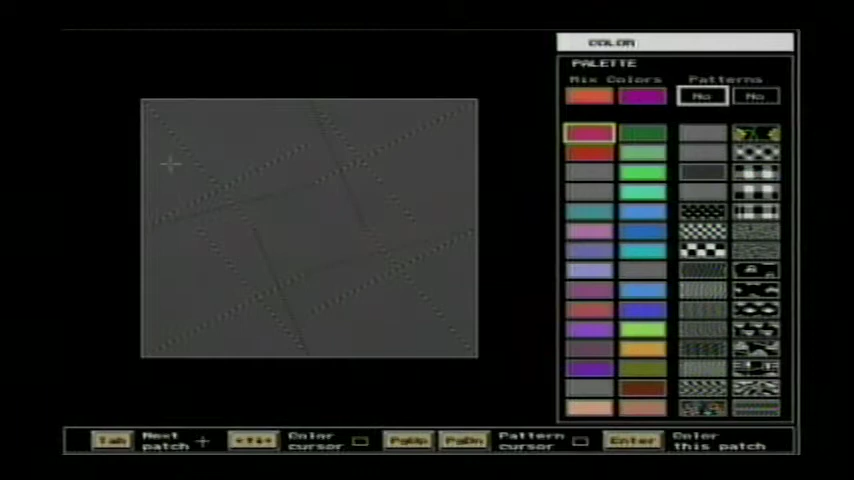 COLOR
PALETTE
Mix Colors Patterns
No No
Tab Next patch
Color cursor
PgUp PgDn Pattern cursor
Enter Color this patch